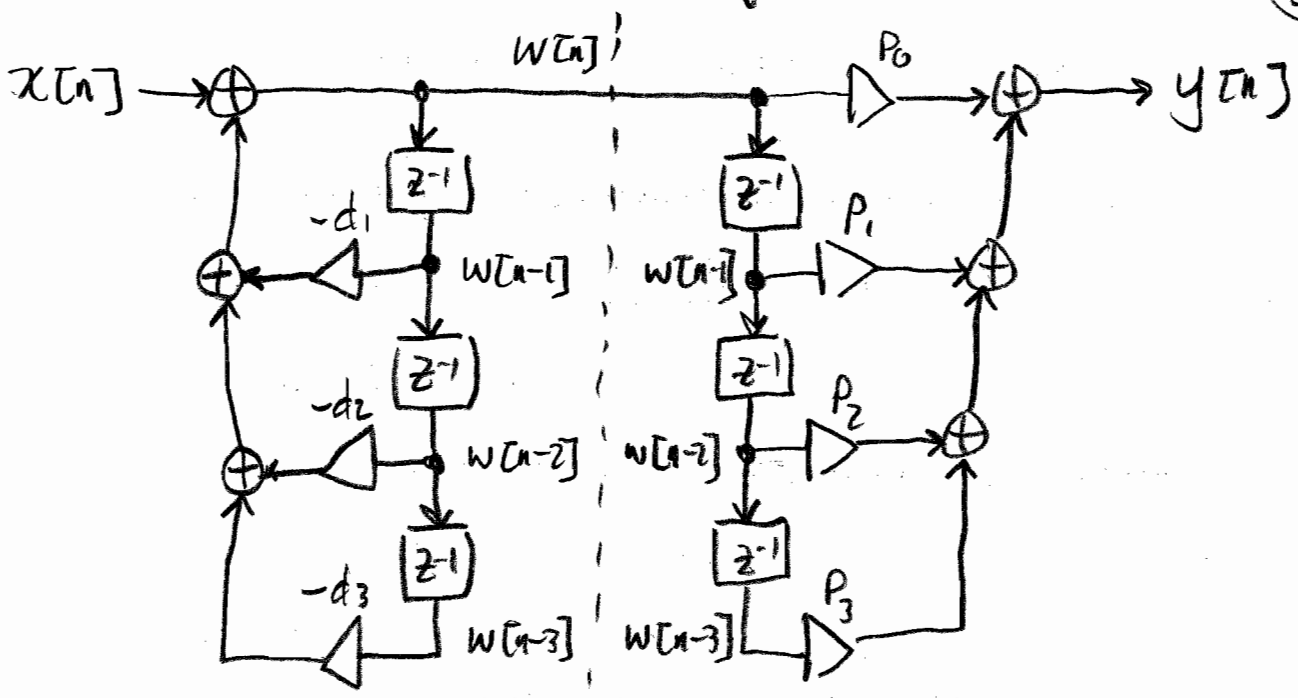 x[n]
w[n]
P₀
y[n]
z⁻¹
z⁻¹
-d₁
w[n-1]
w[n-1]
P₁
z⁻¹
z⁻¹
-d₂
w[n-2]
w[n-2]
P₂
z⁻¹
z⁻¹
-d₃
w[n-3]
w[n-3]
P₃